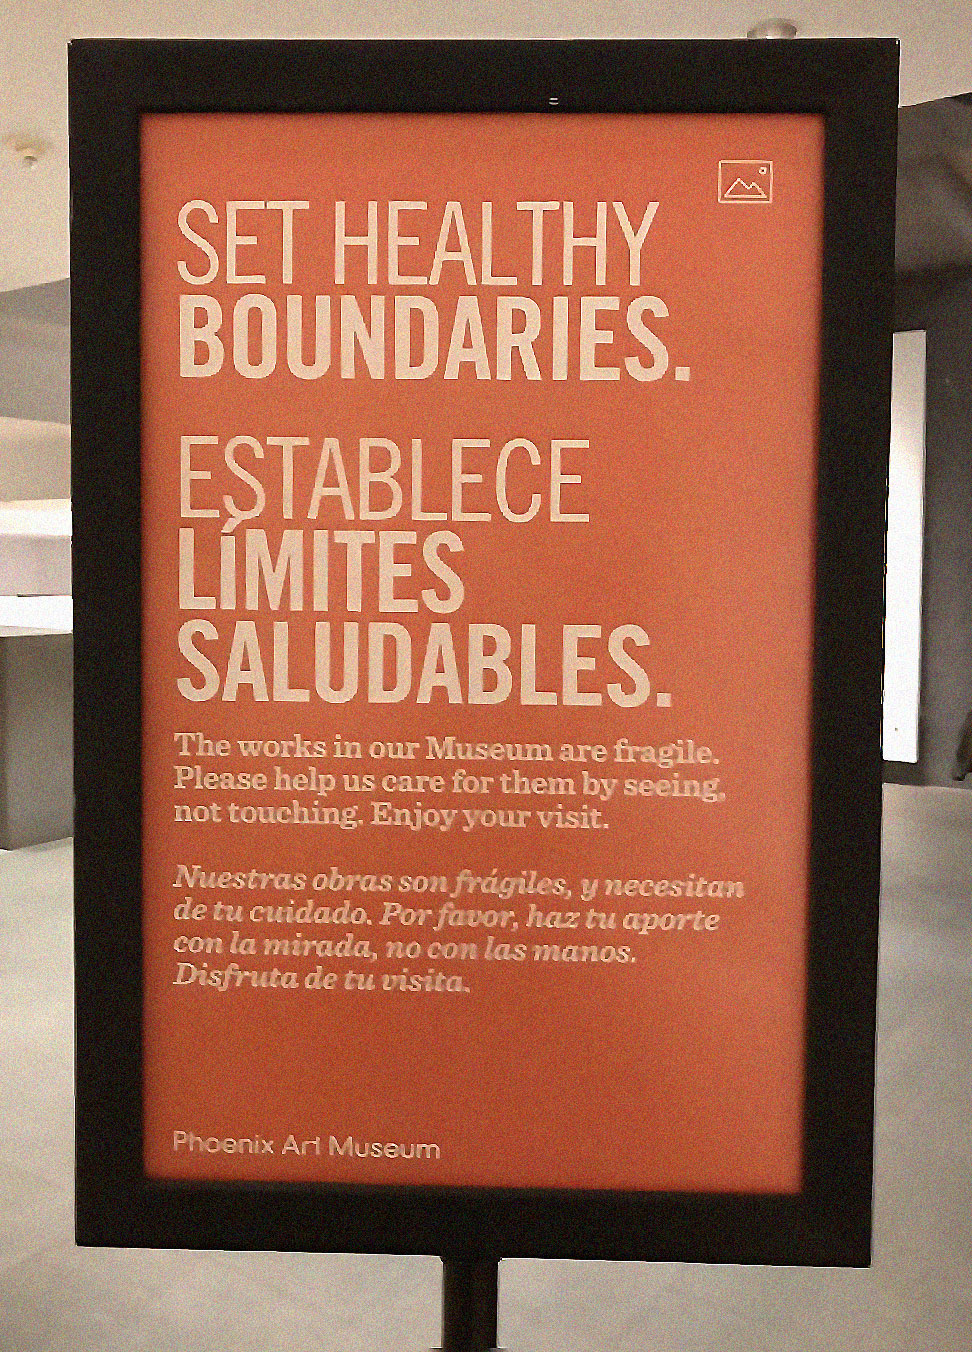 SET HEALTHY
BOUNDARIES.
ESTABLECE
LÍMITES
SALUDABLES.
The works in our Museum are fragile.
Please help us care for them by seeing,
not touching. Enjoy your visit.
Nuestras obras son frágiles, y necesitan
de tu cuidado. Por favor, haz tu aporte
con la mirada, no con las manos.
Disfruta de tu visita.
Phoenix Art Museum